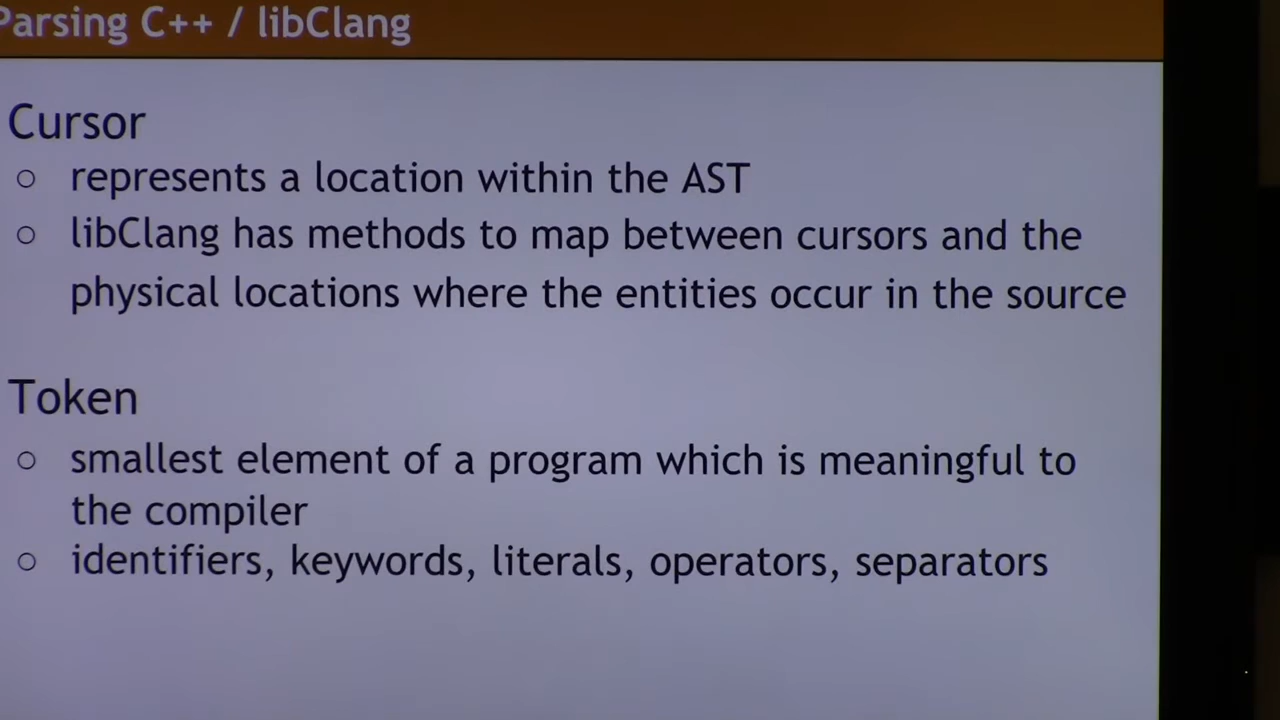 Parsing C++ / libClang
Cursor
○ represents a location within the AST
○ libClang has methods to map between cursors and the
physical locations where the entities occur in the source
Token
○ smallest element of a program which is meaningful to
the compiler
○ identifiers, keywords, literals, operators, separators